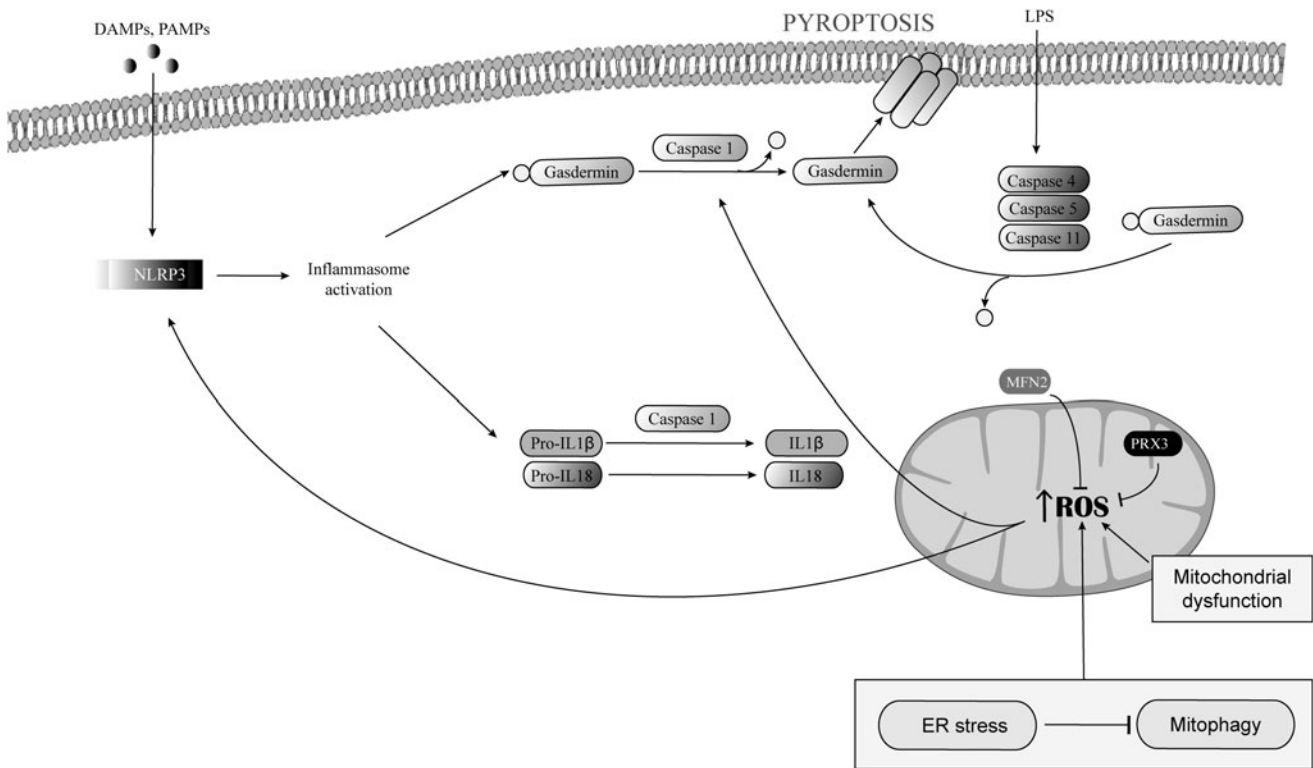 DAMPs, PAMPs
PYROPTOSIS
LPS
Caspase 1
Gasdermin
Gasdermin
Caspase 4
Caspase 5
Caspase 11
Gasdermin
NLRP3
Inflammasome
activation
MFN2
Caspase 1
Pro-IL1β
IL1β
PRX3
Pro-IL18
IL18
↑ROS
Mitochondrial
dysfunction
ER stress
Mitophagy